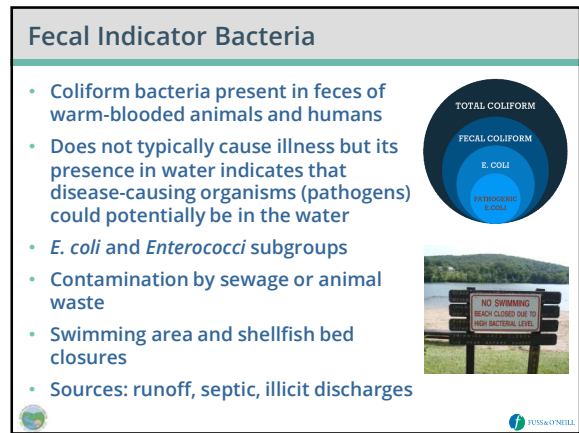 Fecal Indicator Bacteria
• Coliform bacteria present in feces of
warm-blooded animals and humans
• Does not typically cause illness but its
presence in water indicates that
disease-causing organisms (pathogens)
could potentially be in the water
• E. coli and Enterococci subgroups
• Contamination by sewage or animal
waste
• Swimming area and shellfish bed
closures
• Sources: runoff, septic, illicit discharges
TOTAL COLIFORM
FECAL COLIFORM
E. COLI
PATHOGENIC
E.COLI
NO SWIMMING
BEACH CLOSED DUE TO
HIGH BACTERIAL LEVEL
FUSS & O'NEILL